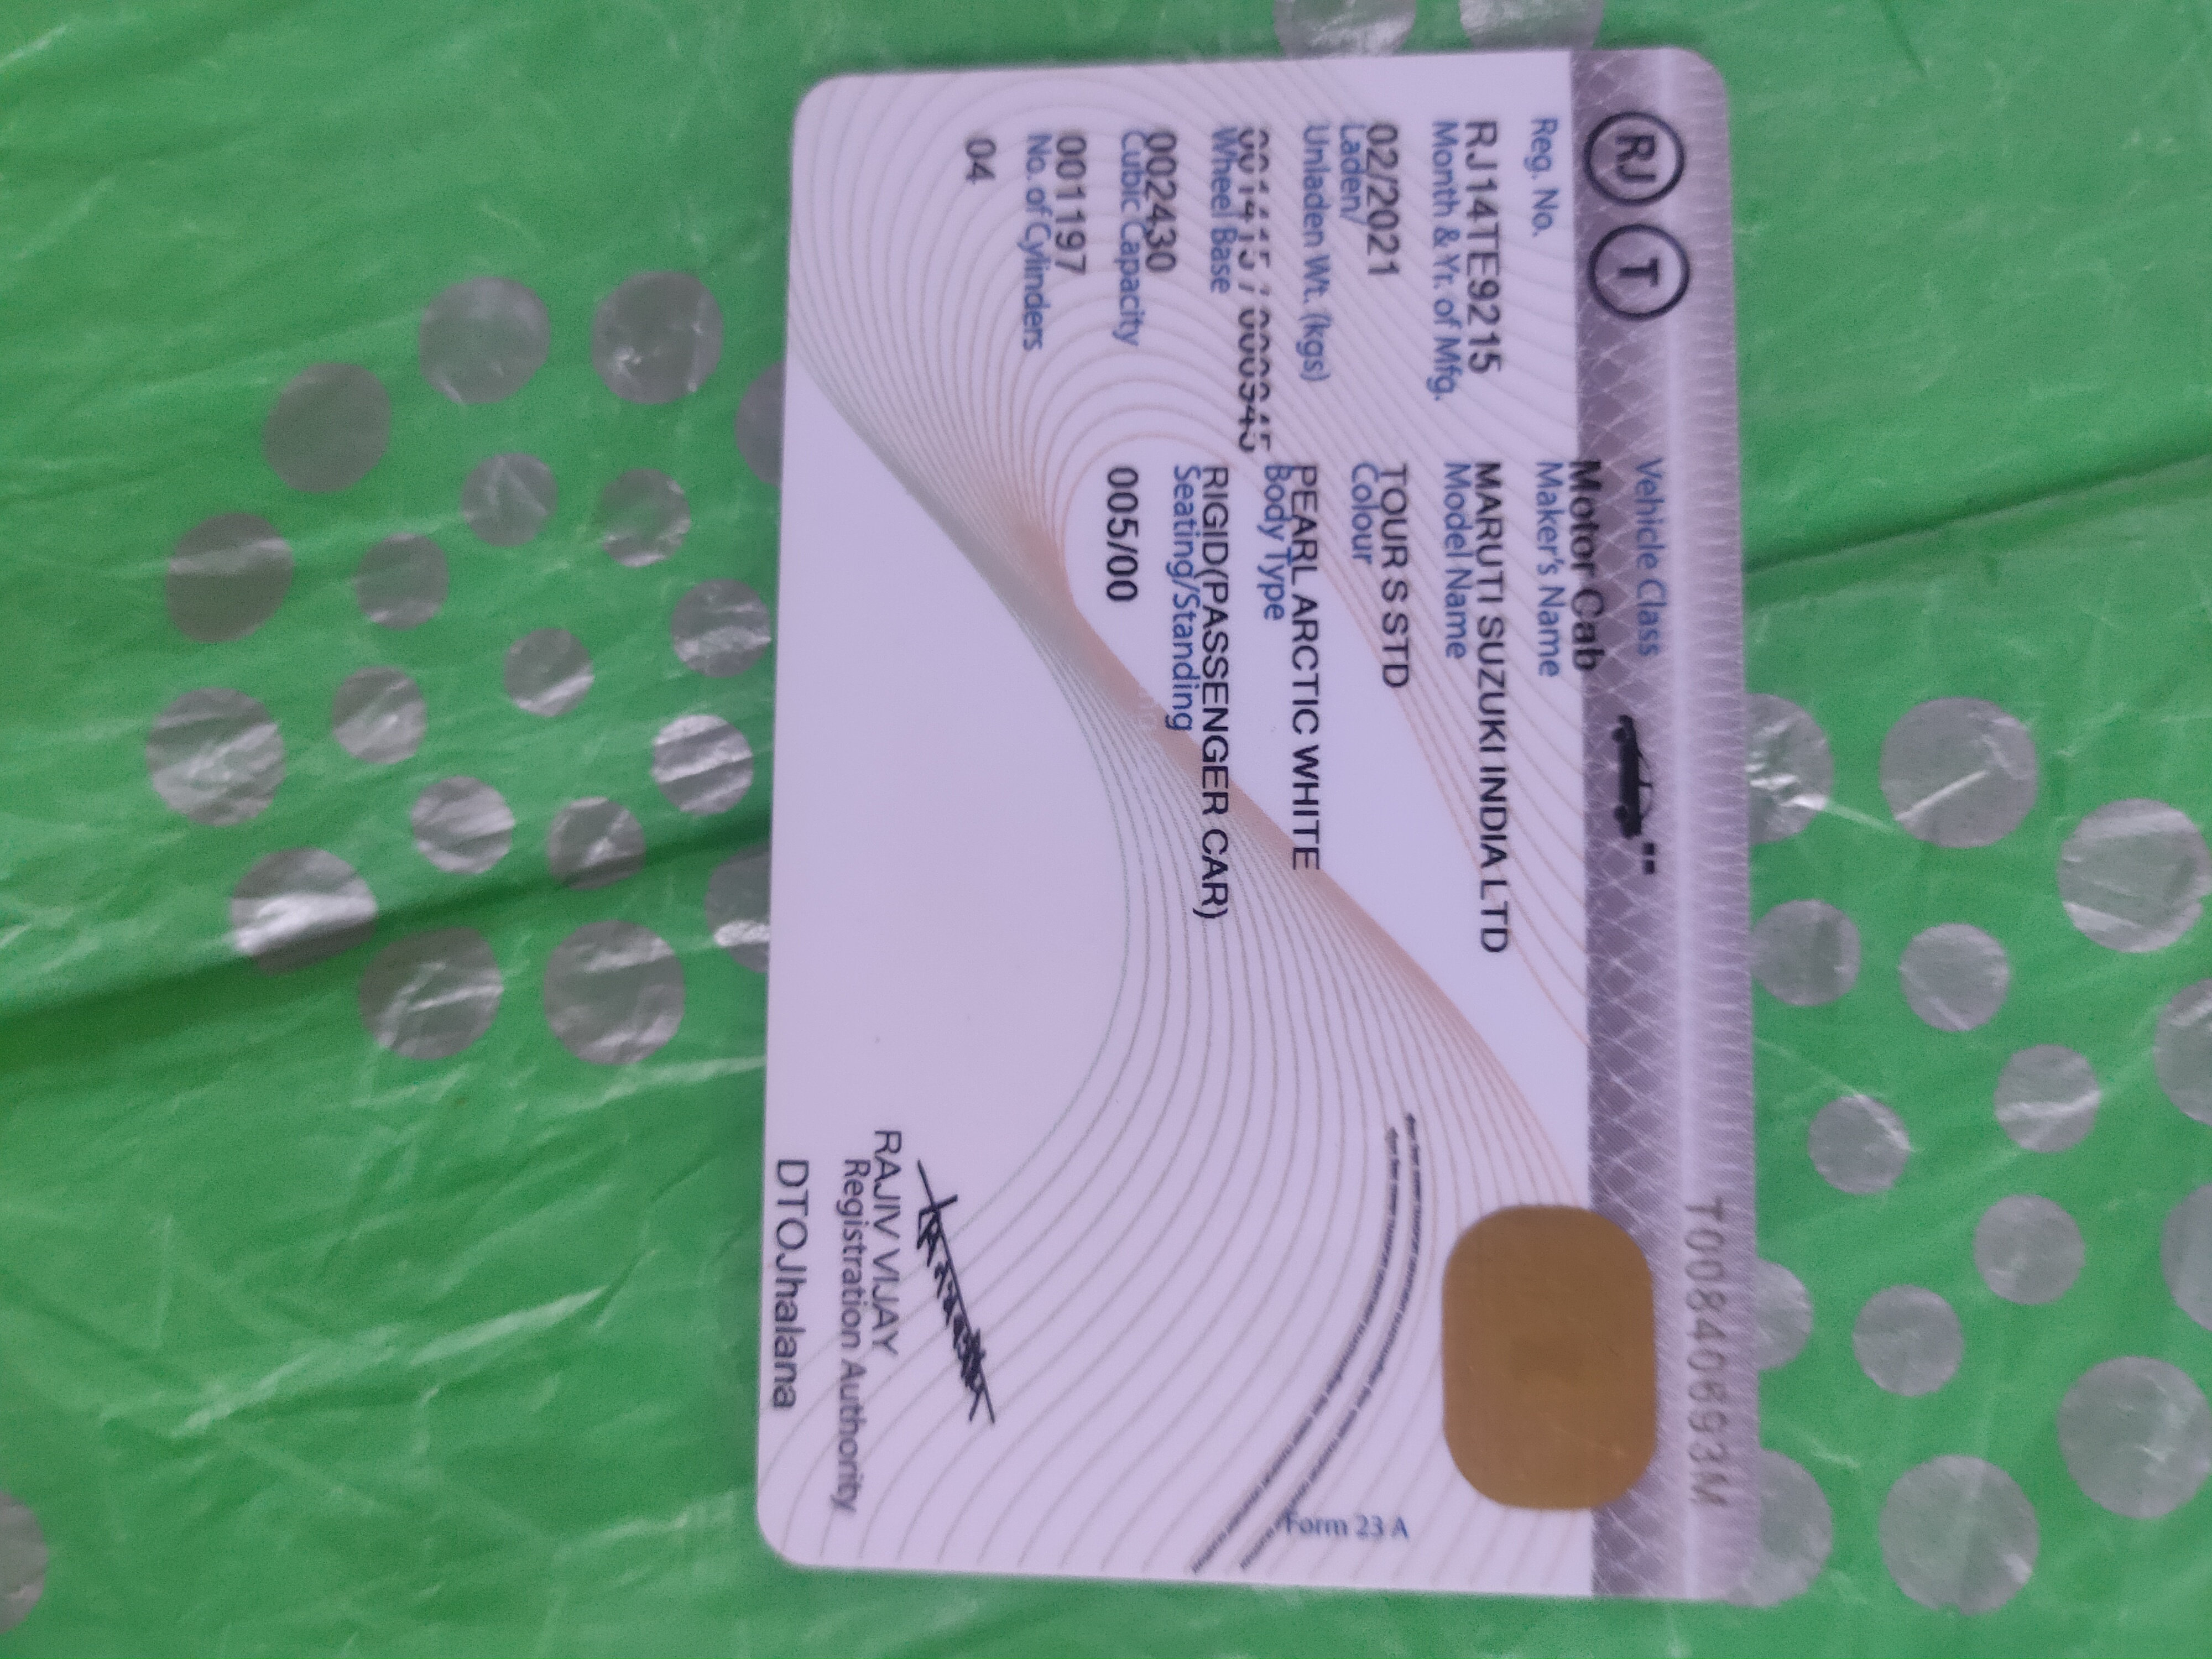 RJ T T008406693M
Vehicle Class
Motor Cab
Reg. No. Maker's Name
RJ14TE9215 MARUTI SUZUKI INDIA LTD
Month & Yr. of Mfg. Model Name
02/2021 TOUR S STD
Laden/ Colour
Unladen Wt. (kgs) PEARL ARCTIC WHITE
Body Type
Wheel Base RIGID(PASSENGER CAR)
002430 Seating/Standing
Cubic Capacity 005/00
001197
No. of Cylinders
04
Form 23 A
RAJIV VIJAY
Registration Authority
DTOJhalana